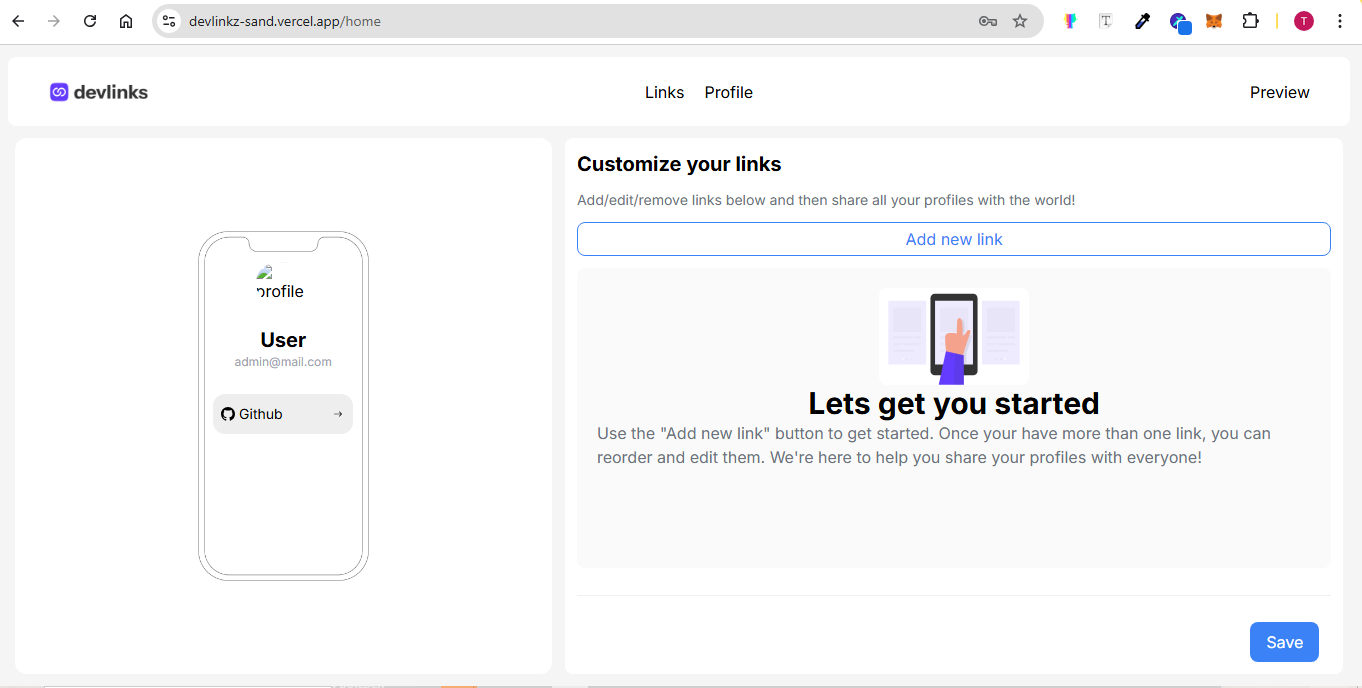 devlinkz-sand.vercel.app/home
T
T
devlinks
Links Profile
Preview
profile
User
admin@mail.com
Github
Customize your links
Add/edit/remove links below and then share all your profiles with the world!
Add new link
Lets get you started
Use the "Add new link" button to get started. Once your have more than one link, you can
reorder and edit them. We're here to help you share your profiles with everyone!
Save